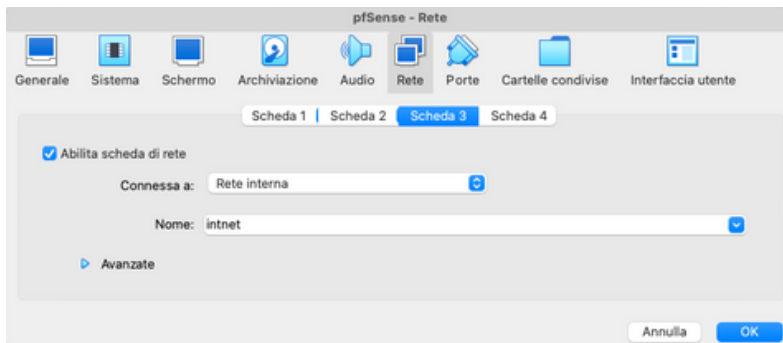 pfSense - Rete
Generale Sistema Schermo Archiviazione Audio Rete Porte Cartelle condivise Interfaccia utente
Scheda 1 Scheda 2 Scheda 3 Scheda 4
Abilita scheda di rete
Connessa a: Rete interna
Nome: intnet
Avanzate
Annulla OK